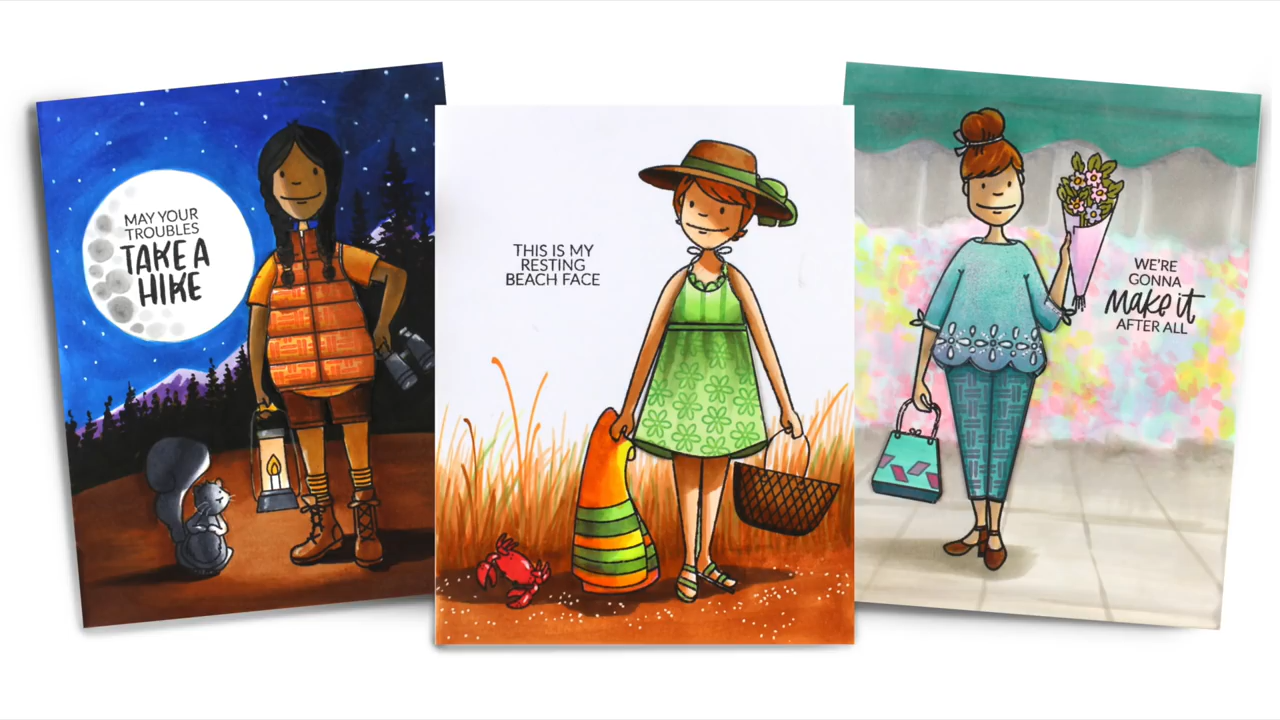 MAY YOUR
TROUBLES
TAKE A
HIKE
THIS IS MY
RESTING
BEACH FACE
WE'RE
GONNA
make it
AFTER ALL